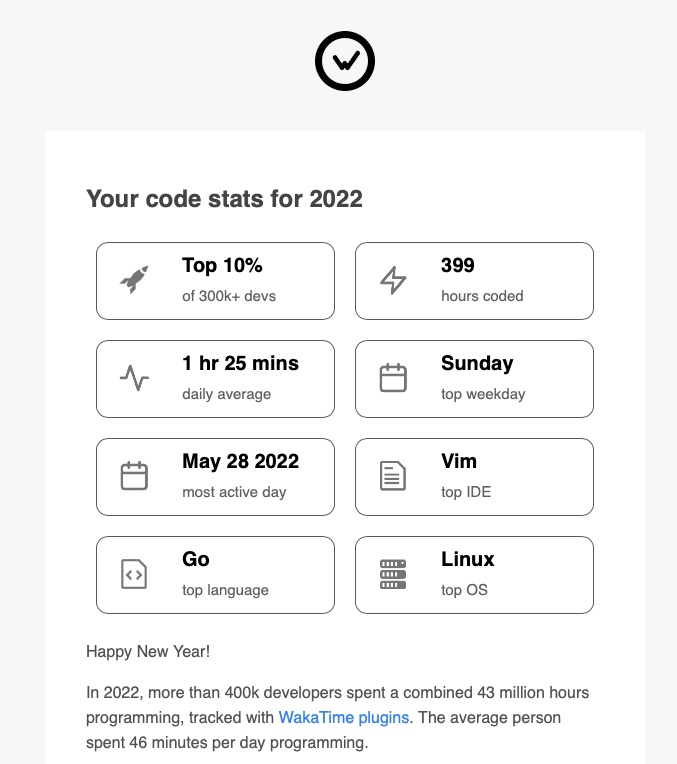 Your code stats for 2022
Top 10%
of 300k+ devs
399
hours coded
1 hr 25 mins
daily average
Sunday
top weekday
May 28 2022
most active day
Vim
top IDE
Go
top language
Linux
top OS
Happy New Year!
In 2022, more than 400k developers spent a combined 43 million hours
programming, tracked with WakaTime plugins. The average person
spent 46 minutes per day programming.